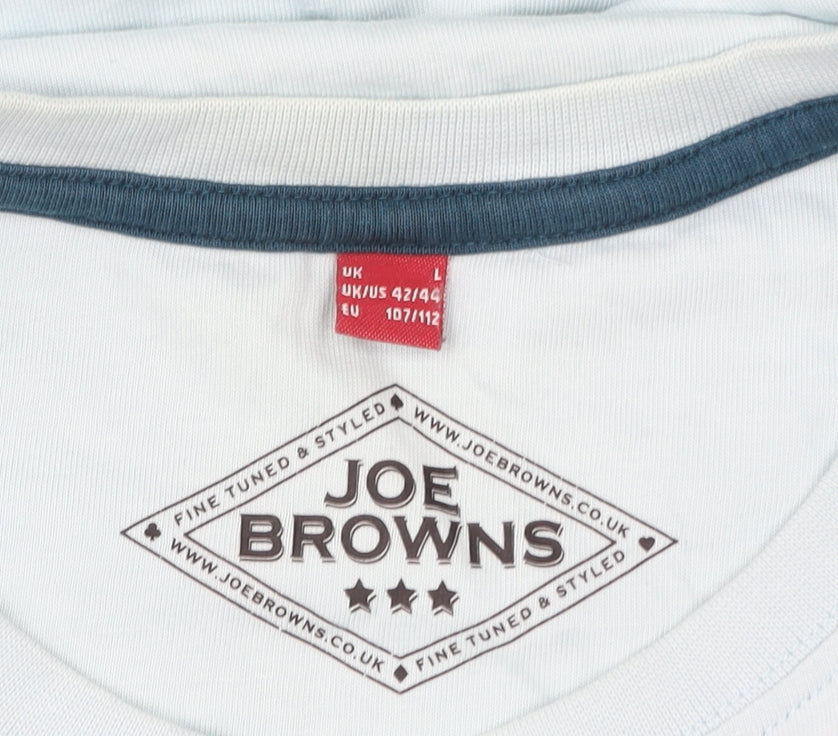 UK L
UK/US 42/44
EU 107/112
FINE TUNED & STYLED
WWW.JOEBROWNS.CO.UK
JOE
BROWNS
WWW.JOEBROWNS.CO.UK
FINE TUNED & STYLED